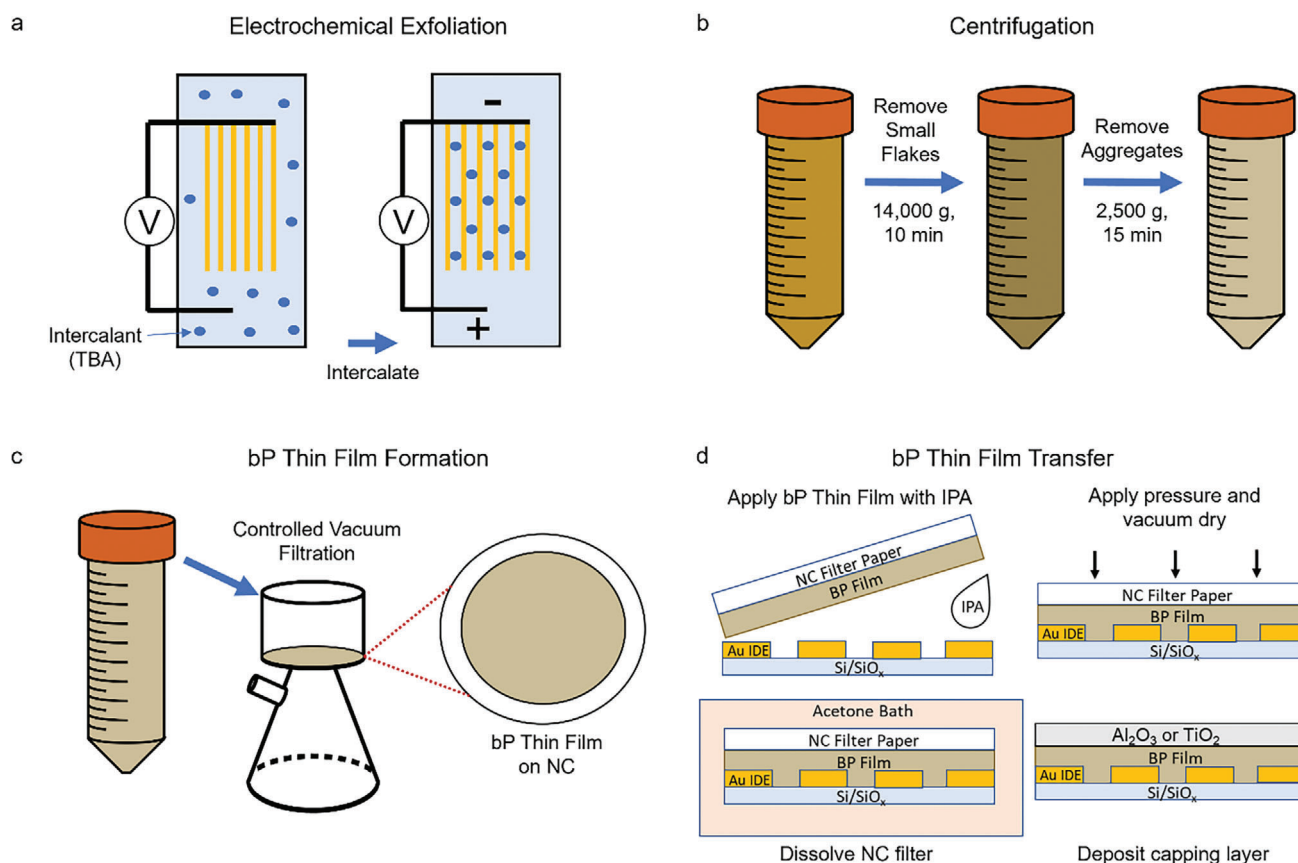 a
Electrochemical Exfoliation
-
V
V
+
Intercalant
(TBA)
Intercalate
b
Centrifugation
Remove
Small
Flakes
14,000 g,
10 min
Remove
Aggregates
2,500 g,
15 min
c
bP Thin Film Formation
Controlled Vacuum
Filtration
bP Thin Film
on NC
d
bP Thin Film Transfer
Apply bP Thin Film with IPA
NC Filter Paper
BP Film
IPA
Au IDE
Si/SiOₓ
Apply pressure and
vacuum dry
NC Filter Paper
BP Film
Au IDE
Si/SiOₓ
Acetone Bath
NC Filter Paper
BP Film
Au IDE
Si/SiOₓ
Dissolve NC filter
Al₂O₃ or TiO₂
BP Film
Au IDE
Si/SiOₓ
Deposit capping layer